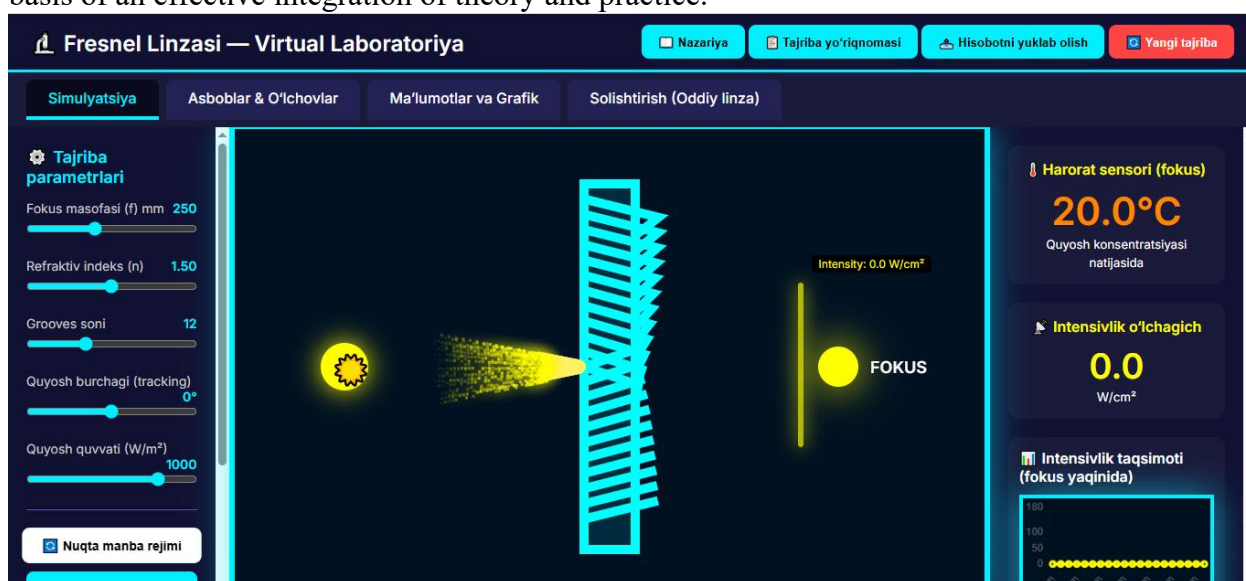 basis of an effective integration of theory and practice.
Fresnel Linzasi — Virtual Laboratoriya
Nazariya
Tajriba yo'riqnomasi
Hisobotni yuklab olish
Yangi tajriba
Simulyatsiya
Asboblar & O'lchovlar
Ma'lumotlar va Grafik
Solishtirish (Oddiy linza)
Tajriba
parametrlari
Fokus masofasi (f) mm 250
Refraktiv indeks (n) 1.50
Grooves soni 12
Quyosh burchagi (tracking)
0°
Quyosh quvvati (W/m²)
1000
Nuqta manba rejimi
Intensity: 0.0 W/cm²
FOKUS
Harorat sensori (fokus)
20.0°C
Quyosh konsentratsiyasi
natijasida
Intensivlik o'lchagich
0.0
W/cm²
Intensivlik taqsimoti
(fokus yaqinida)
180
100
50
0